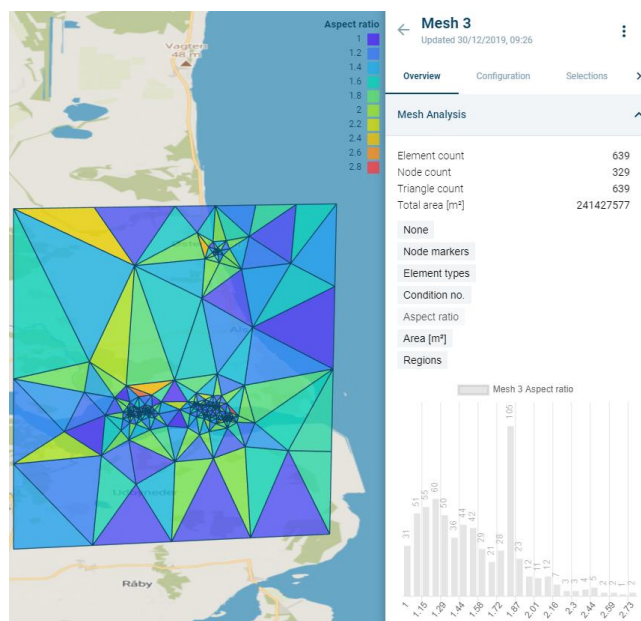 Aspect ratio
1
1.2
1.4
1.6
1.8
2
2.2
2.4
2.6
2.8
Vagten
48 m
Råby
Mesh 3
Updated 30/12/2019, 09:26
Overview Configuration Selections
Mesh Analysis
Element count 639
Node count 329
Triangle count 639
Total area [m²] 241427577
None
Node markers
Element types
Condition no.
Aspect ratio
Area [m²]
Regions
Mesh 3 Aspect ratio
31 51 55 60 50 36 44 42 29 21 28 105 23 12 11 12 7 3 3 4 5 2 2 1 2
1 1.15 1.29 1.44 1.58 1.72 1.87 2.01 2.16 2.3 2.44 2.59 2.73